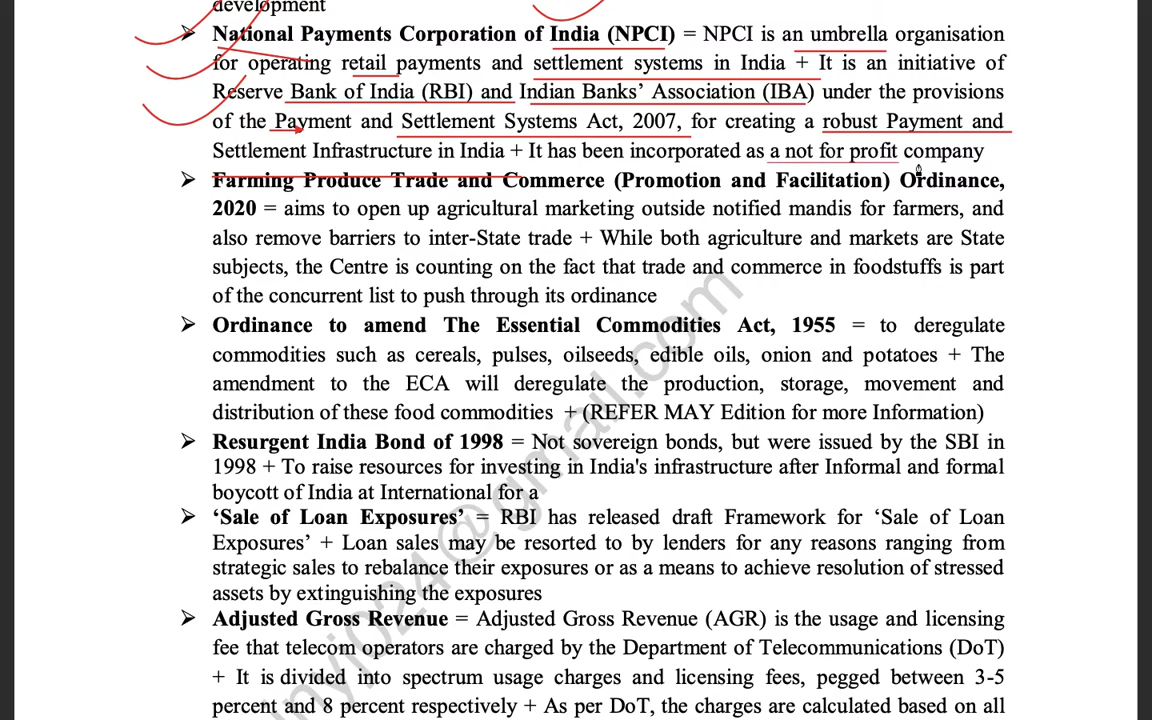 development
➢ National Payments Corporation of India (NPCI) = NPCI is an umbrella organisation
for operating retail payments and settlement systems in India + It is an initiative of
Reserve Bank of India (RBI) and Indian Banks’ Association (IBA) under the provisions
of the Payment and Settlement Systems Act, 2007, for creating a robust Payment and
Settlement Infrastructure in India + It has been incorporated as a not for profit company
➢ Farming Produce Trade and Commerce (Promotion and Facilitation) Ordinance,
2020 = aims to open up agricultural marketing outside notified mandis for farmers, and
also remove barriers to inter-State trade + While both agriculture and markets are State
subjects, the Centre is counting on the fact that trade and commerce in foodstuffs is part
of the concurrent list to push through its ordinance
➢ Ordinance to amend The Essential Commodities Act, 1955 = to deregulate
commodities such as cereals, pulses, oilseeds, edible oils, onion and potatoes + The
amendment to the ECA will deregulate the production, storage, movement and
distribution of these food commodities + (REFER MAY Edition for more Information)
➢ Resurgent India Bond of 1998 = Not sovereign bonds, but were issued by the SBI in
1998 + To raise resources for investing in India's infrastructure after Informal and formal
boycott of India at International for a
➢ ‘Sale of Loan Exposures’ = RBI has released draft Framework for ‘Sale of Loan
Exposures’ + Loan sales may be resorted to by lenders for any reasons ranging from
strategic sales to rebalance their exposures or as a means to achieve resolution of stressed
assets by extinguishing the exposures
➢ Adjusted Gross Revenue = Adjusted Gross Revenue (AGR) is the usage and licensing
fee that telecom operators are charged by the Department of Telecommunications (DoT)
+ It is divided into spectrum usage charges and licensing fees, pegged between 3-5
percent and 8 percent respectively + As per DoT, the charges are calculated based on all